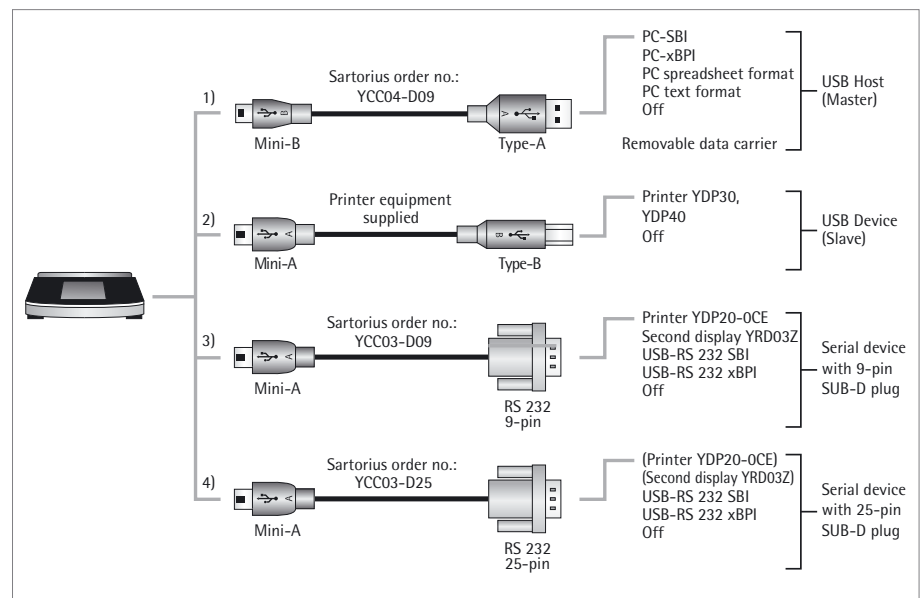 1)
Sartorius order no.:
YCC04-D09
B
A
Mini-B
Type-A
PC-SBI
PC-xBPI
PC spreadsheet format
PC text format
Off
Removable data carrier
USB Host
(Master)
2)
Printer equipment
supplied
A
B
Mini-A
Type-B
Printer YDP30,
YDP40
Off
USB Device
(Slave)
3)
Sartorius order no.:
YCC03-D09
A
Mini-A
RS 232
9-pin
Printer YDP20-0CE
Second display YRD03Z
USB-RS 232 SBI
USB-RS 232 xBPI
Off
Serial device
with 9-pin
SUB-D plug
4)
Sartorius order no.:
YCC03-D25
A
Mini-A
RS 232
25-pin
(Printer YDP20-0CE)
(Second display YRD03Z)
USB-RS 232 SBI
USB-RS 232 xBPI
Off
Serial device
with 25-pin
SUB-D plug